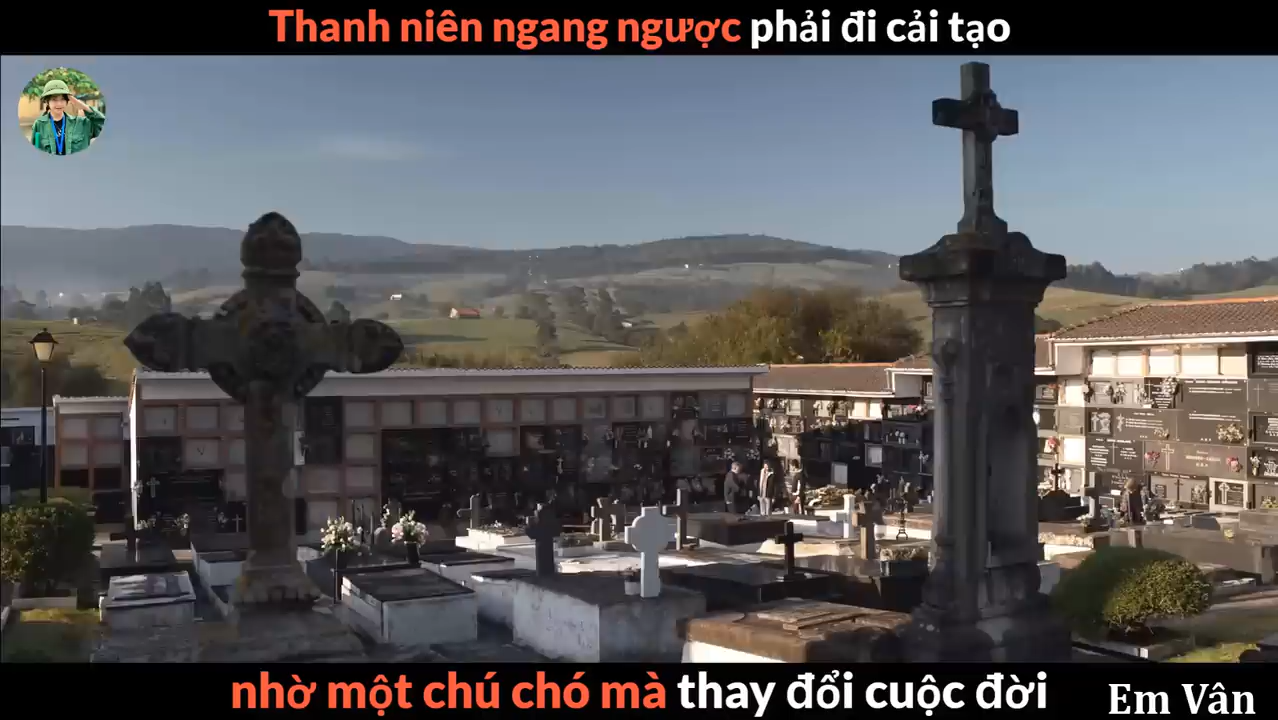 Thanh niên ngang ngược phải đi cải tạo
nhờ một chú chó mà thay đổi cuộc đời
Em Vân